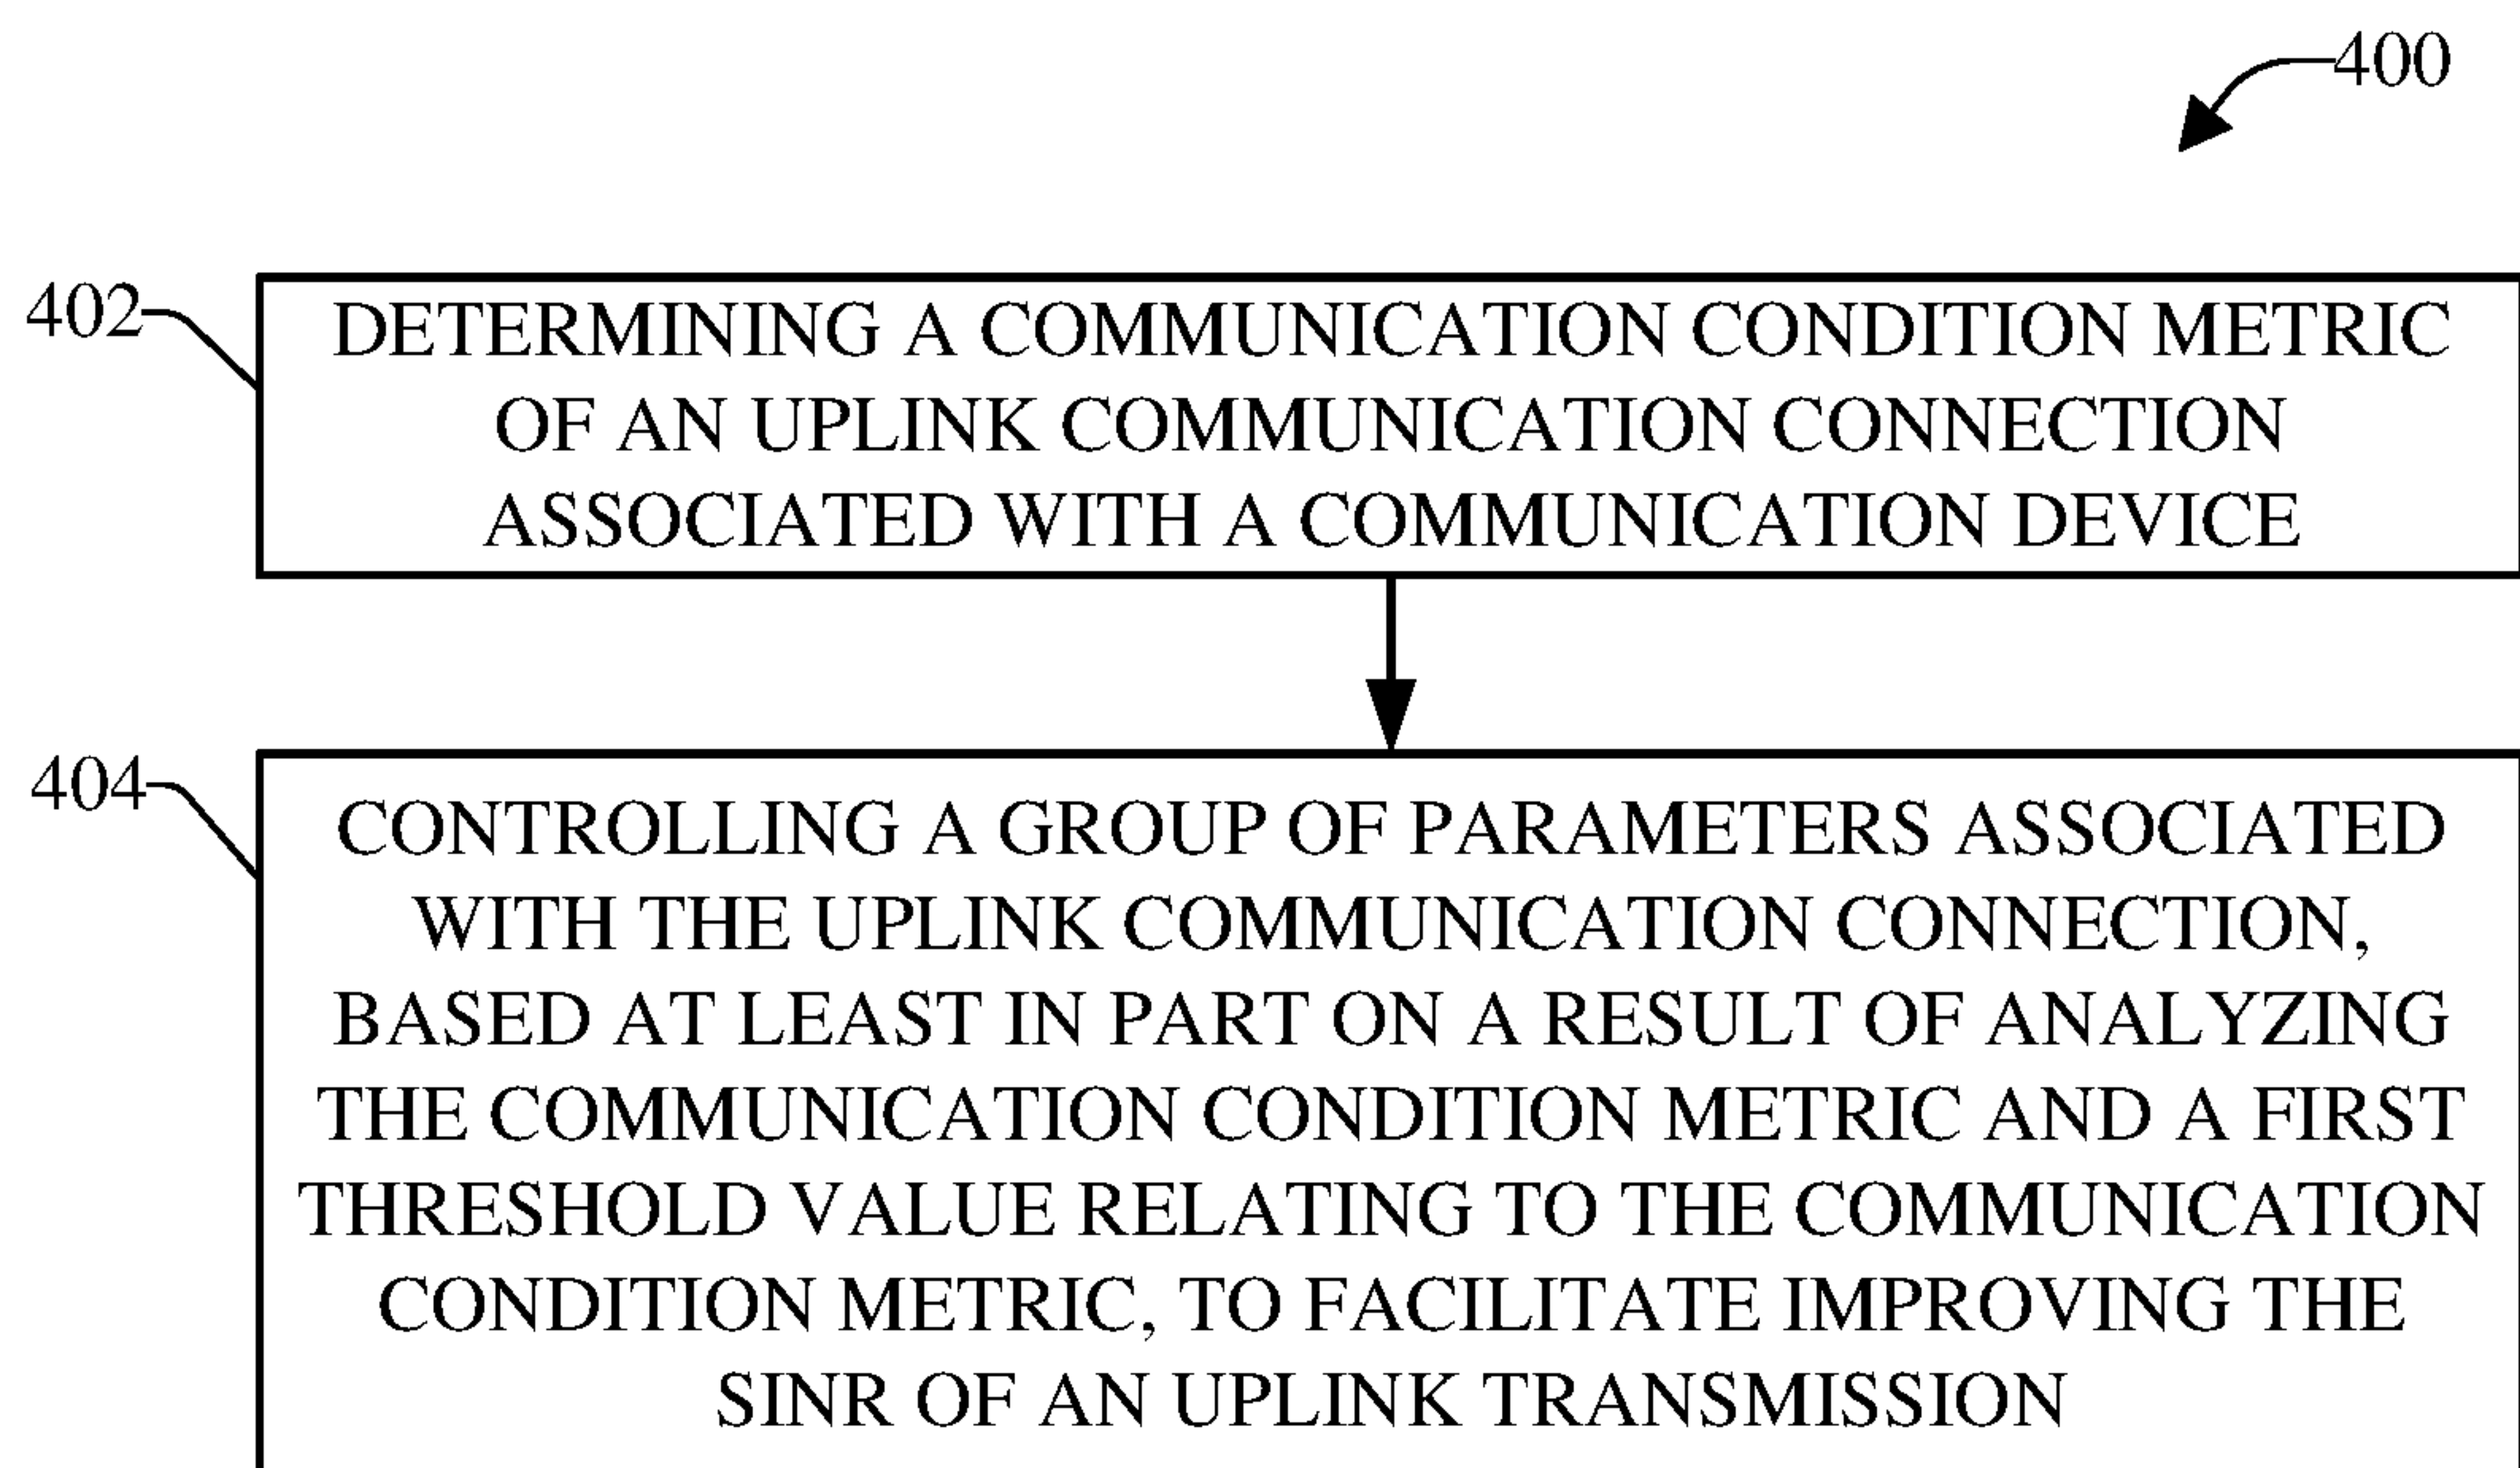 400
402
DETERMINING A COMMUNICATION CONDITION METRIC
OF AN UPLINK COMMUNICATION CONNECTION
ASSOCIATED WITH A COMMUNICATION DEVICE
404
CONTROLLING A GROUP OF PARAMETERS ASSOCIATED
WITH THE UPLINK COMMUNICATION CONNECTION,
BASED AT LEAST IN PART ON A RESULT OF ANALYZING
THE COMMUNICATION CONDITION METRIC AND A FIRST
THRESHOLD VALUE RELATING TO THE COMMUNICATION
CONDITION METRIC, TO FACILITATE IMPROVING THE
SINR OF AN UPLINK TRANSMISSION